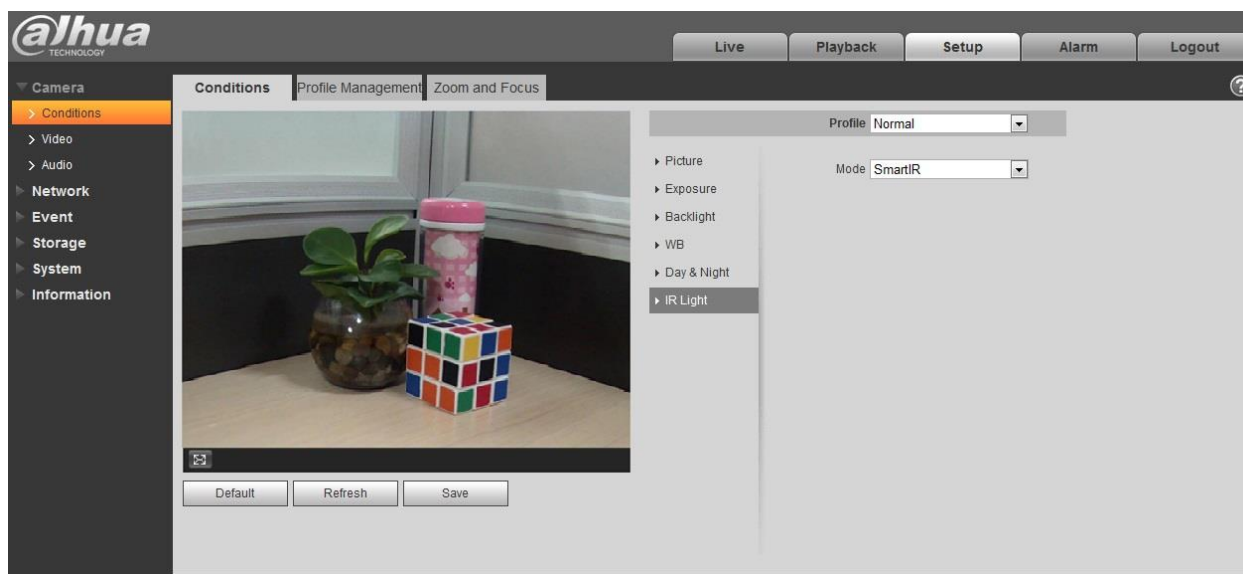 alhua
TECHNOLOGY
Live
Playback
Setup
Alarm
Logout
Camera
Conditions
Video
Audio
Network
Event
Storage
System
Information
Conditions
Profile Management
Zoom and Focus
?
Profile Normal
Picture
Exposure
Backlight
WB
Day & Night
IR Light
Mode SmartIR
Default
Refresh
Save